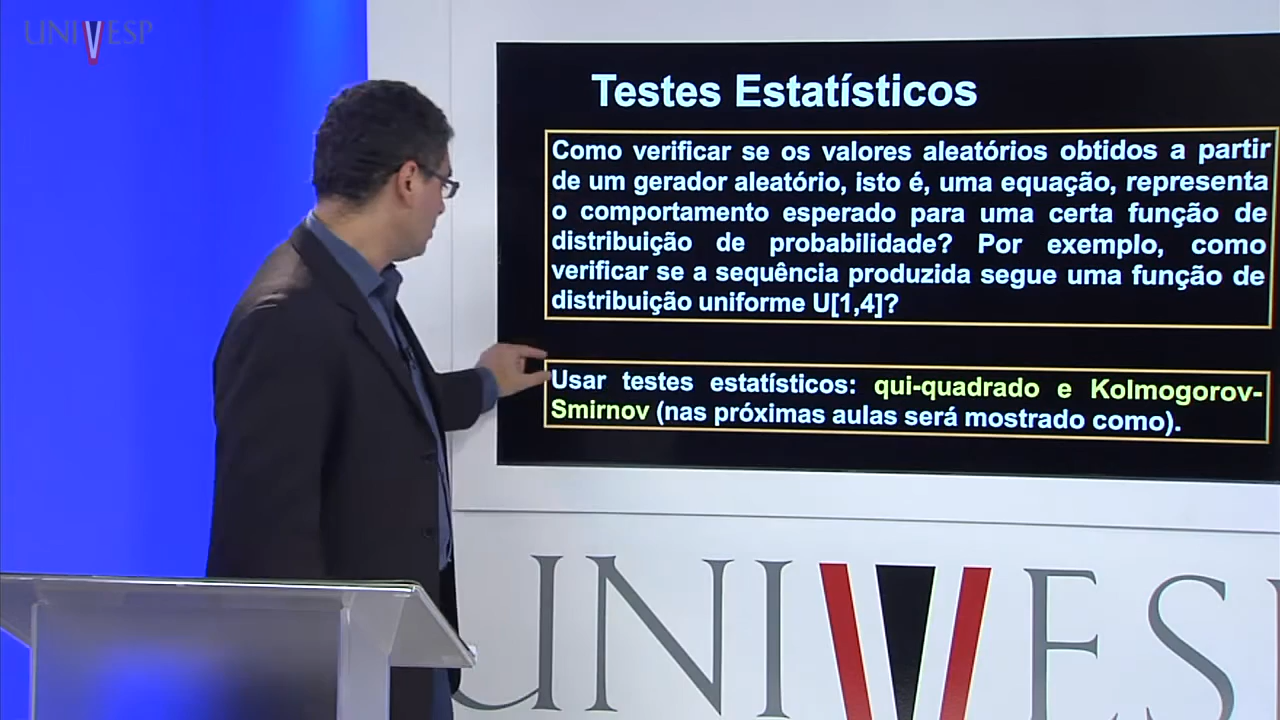 UNIVESP
Testes Estatísticos
Como verificar se os valores aleatórios obtidos a partir
de um gerador aleatório, isto é, uma equação, representa
o comportamento esperado para uma certa função de
distribuição de probabilidade? Por exemplo, como
verificar se a sequência produzida segue uma função de
distribuição uniforme U[1,4]?
Usar testes estatísticos: qui-quadrado e Kolmogorov-
Smirnov (nas próximas aulas será mostrado como).
UNIVES